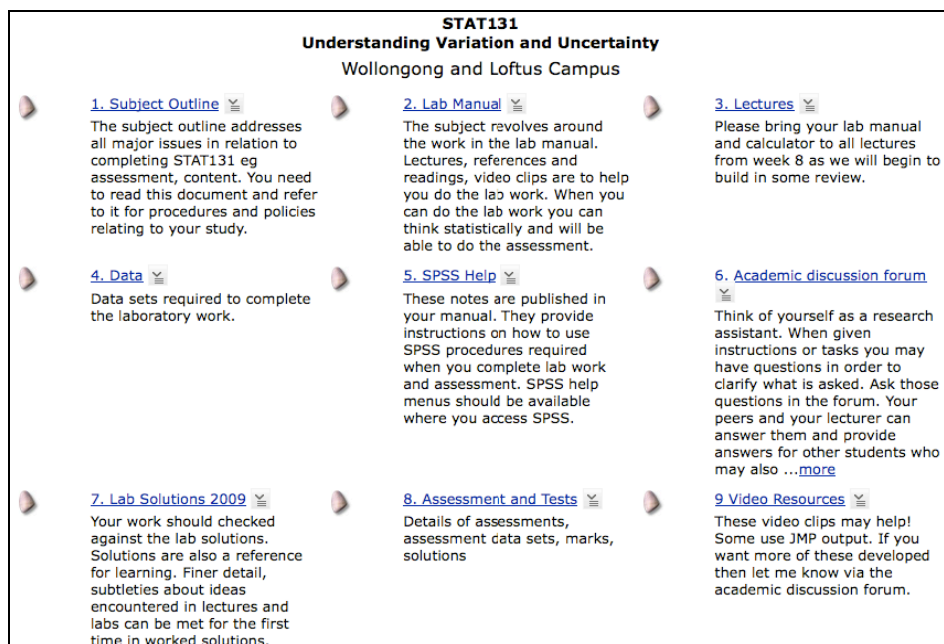 STAT131
Understanding Variation and Uncertainty
Wollongong and Loftus Campus
1. Subject Outline
The subject outline addresses
all major issues in relation to
completing STAT131 eg
assessment, content. You need
to read this document and refer
to it for procedures and policies
relating to your study.
2. Lab Manual
The subject revolves around
the work in the lab manual.
Lectures, references and
readings, video clips are to help
you do the lab work. When you
can do the lab work you can
think statistically and will be
able to do the assessment.
3. Lectures
Please bring your lab manual
and calculator to all lectures
from week 8 as we will begin to
build in some review.
4. Data
Data sets required to complete
the laboratory work.
5. SPSS Help
These notes are published in
your manual. They provide
instructions on how to use
SPSS procedures required
when you complete lab work
and assessment. SPSS help
menus should be available
where you access SPSS.
6. Academic discussion forum
Think of yourself as a research
assistant. When given
instructions or tasks you may
have questions in order to
clarify what is asked. Ask those
questions in the forum. Your
peers and your lecturer can
answer them and provide
answers for other students who
may also ...more
7. Lab Solutions 2009
Your work should checked
against the lab solutions.
Solutions are also a reference
for learning. Finer detail,
subtleties about ideas
encountered in lectures and
labs can be met for the first
time in worked solutions.
8. Assessment and Tests
Details of assessments,
assessment data sets, marks,
solutions
9 Video Resources
These video clips may help!
Some use JMP output. If you
want more of these developed
then let me know via the
academic discussion forum.